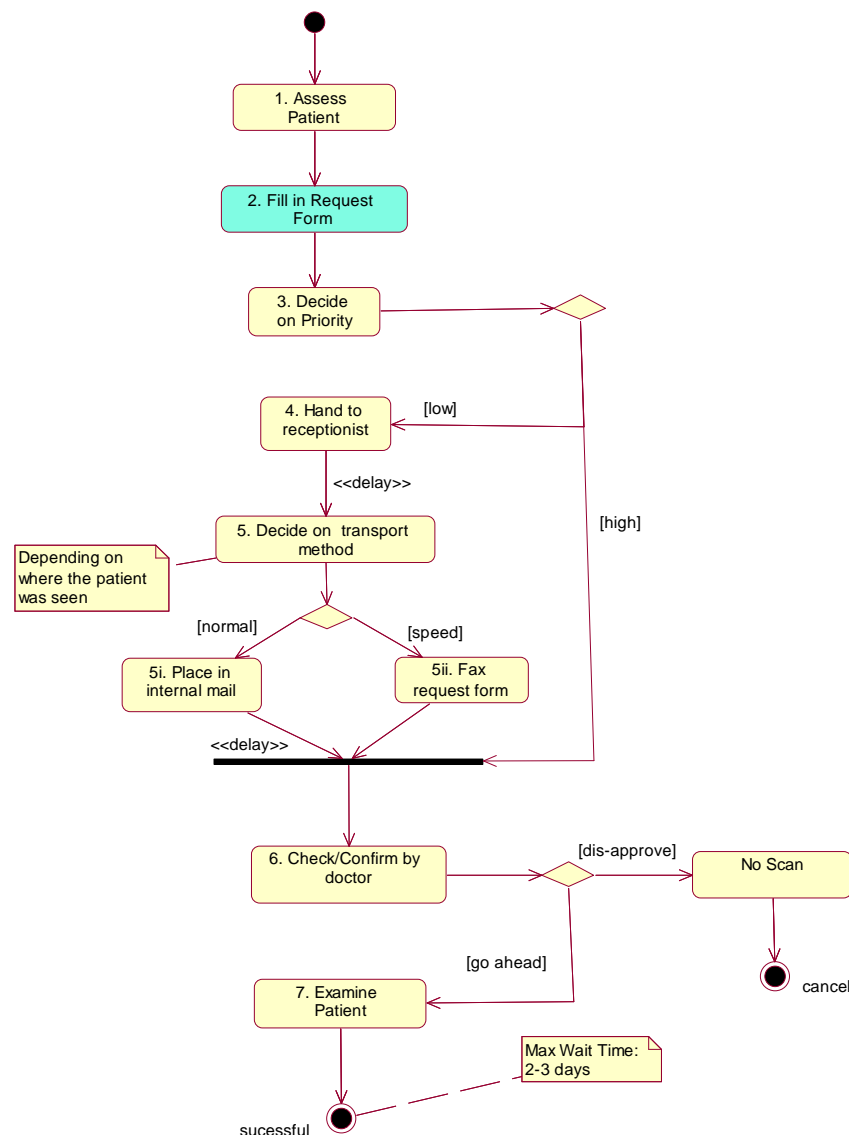 1. Assess
Patient
2. Fill in Request
Form
3. Decide
on Priority
[low]
4. Hand to
receptionist
<<delay>>
[high]
5. Decide on transport
method
Depending on
where the patient
was seen
[normal]
[speed]
5i. Place in
internal mail
5ii. Fax
request form
<<delay>>
6. Check/Confirm by
doctor
[dis-approve]
No Scan
[go ahead]
cancel
7. Examine
Patient
Max Wait Time:
2-3 days
sucessful